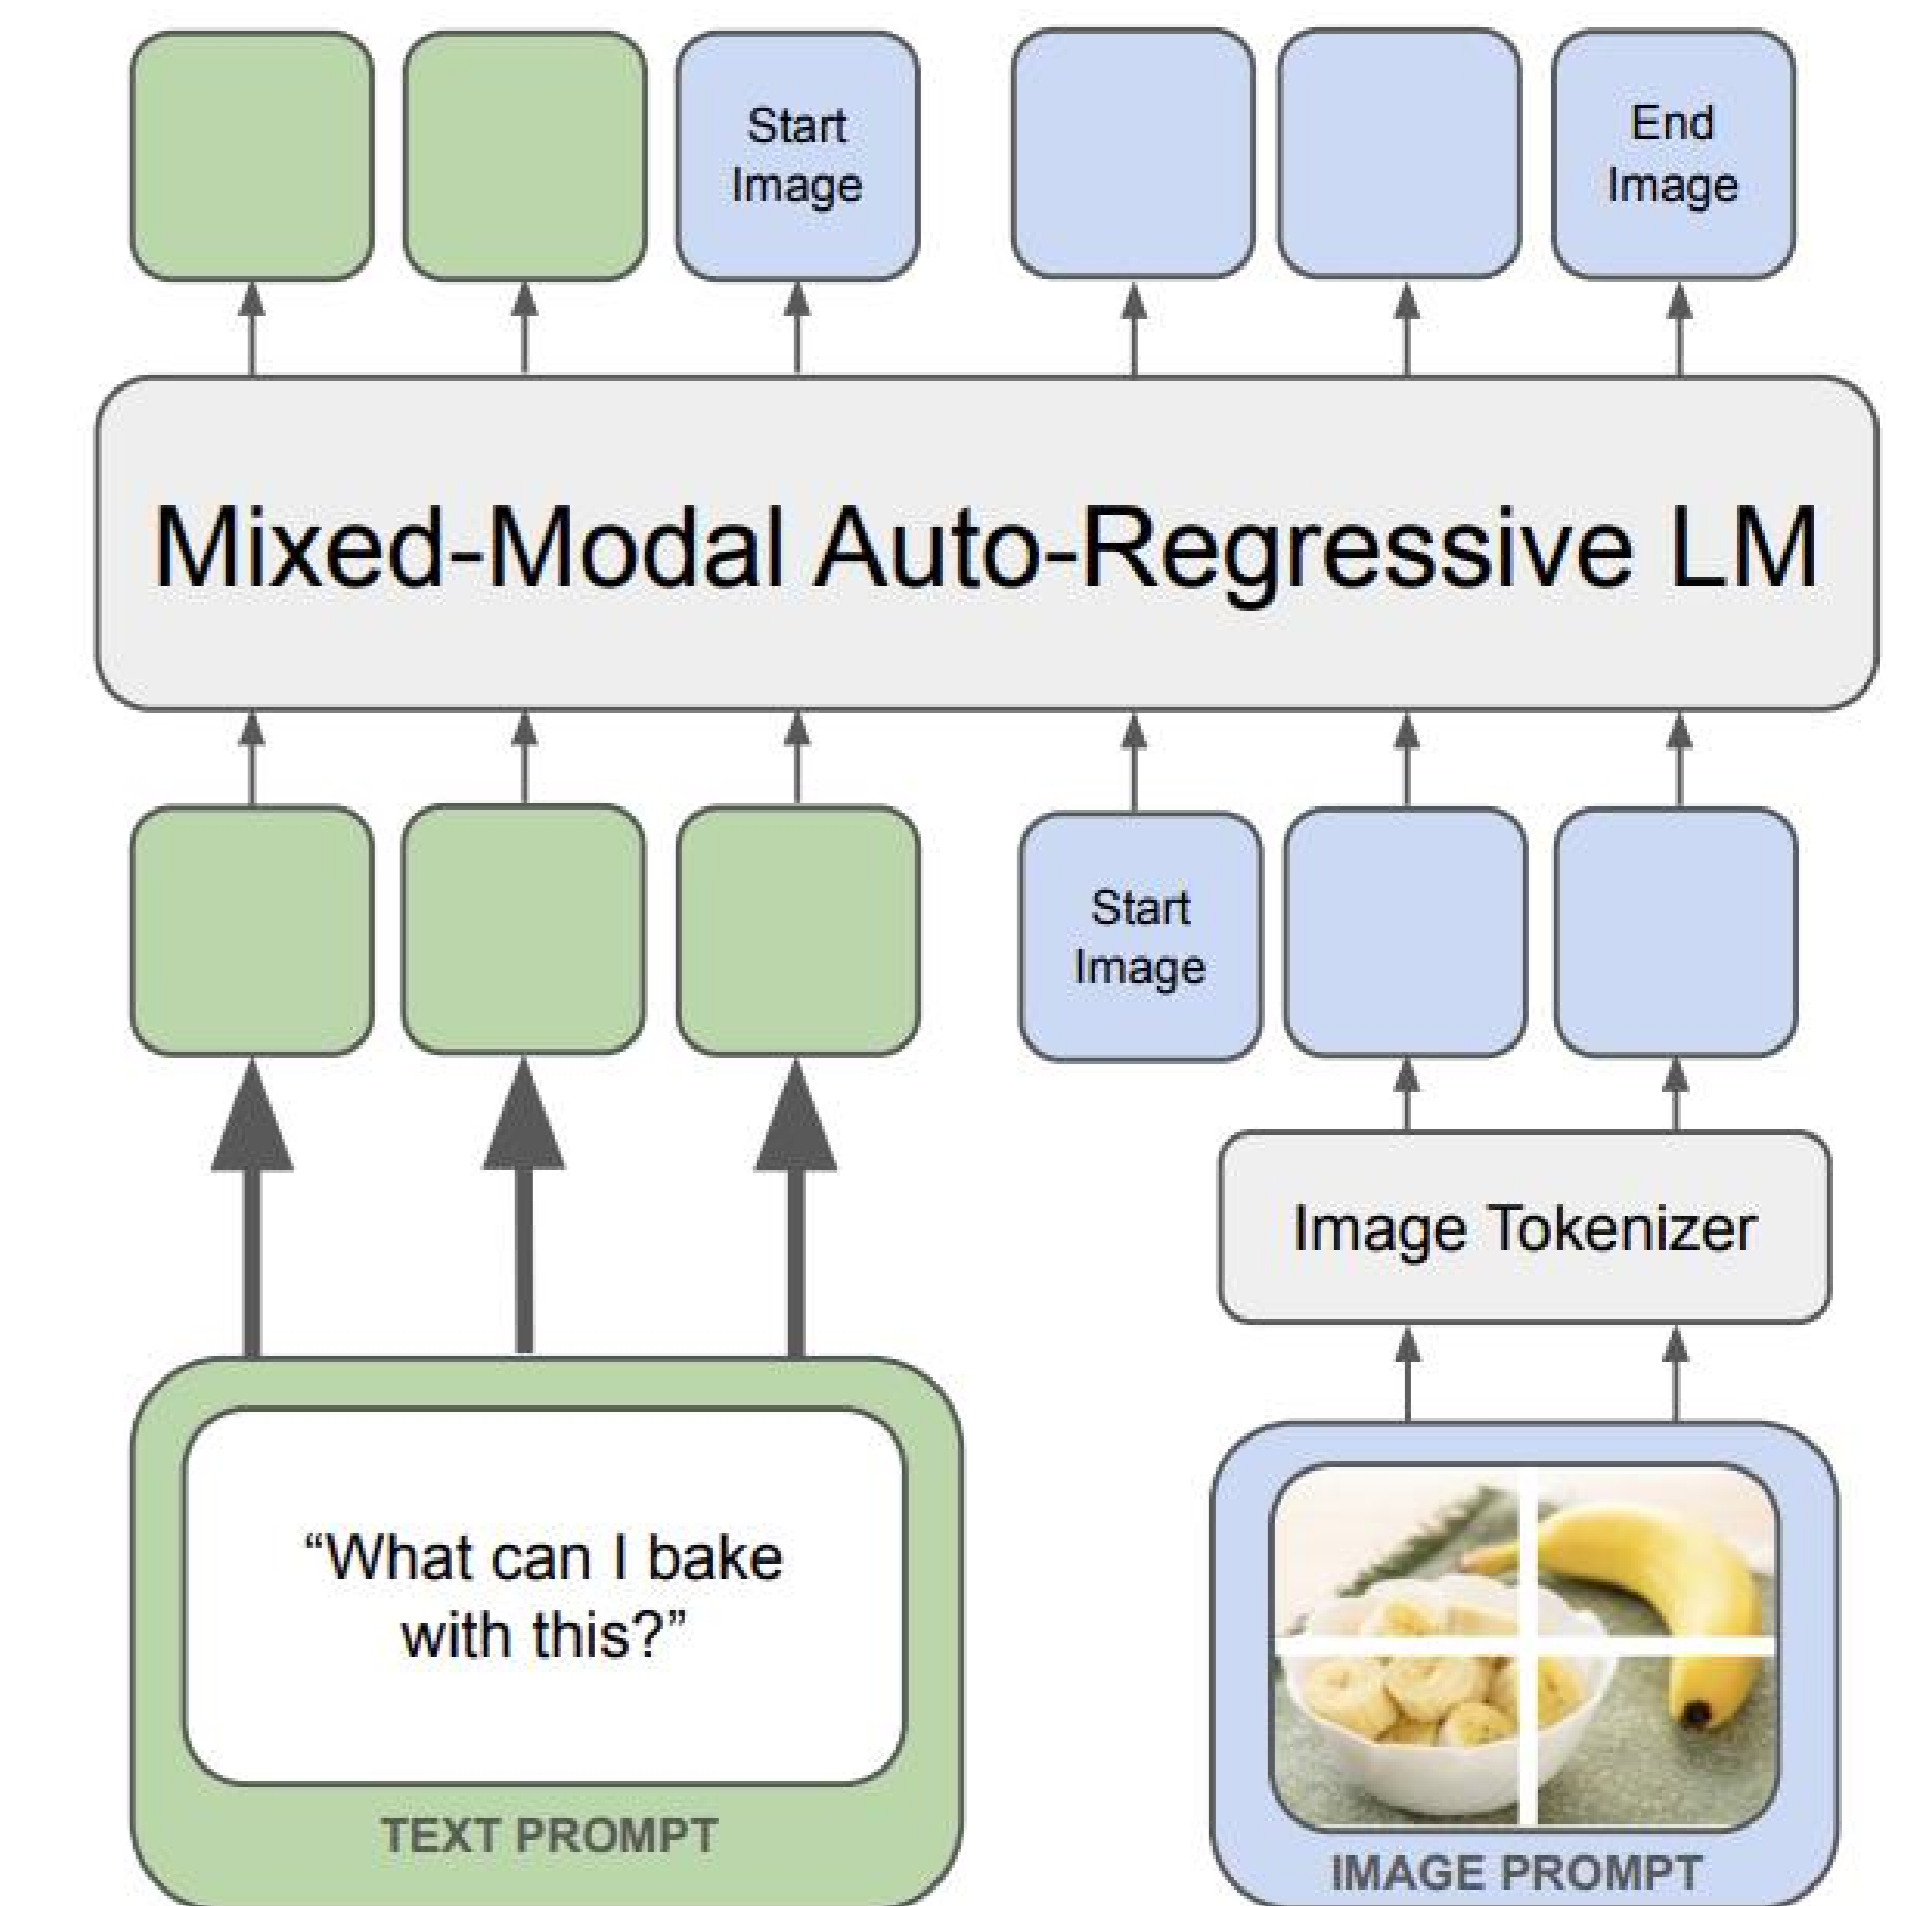 Start
Image
End
Image
Mixed-Modal Auto-Regressive LM
Start
Image
Image Tokenizer
“What can I bake
with this?”
TEXT PROMPT
IMAGE PROMPT